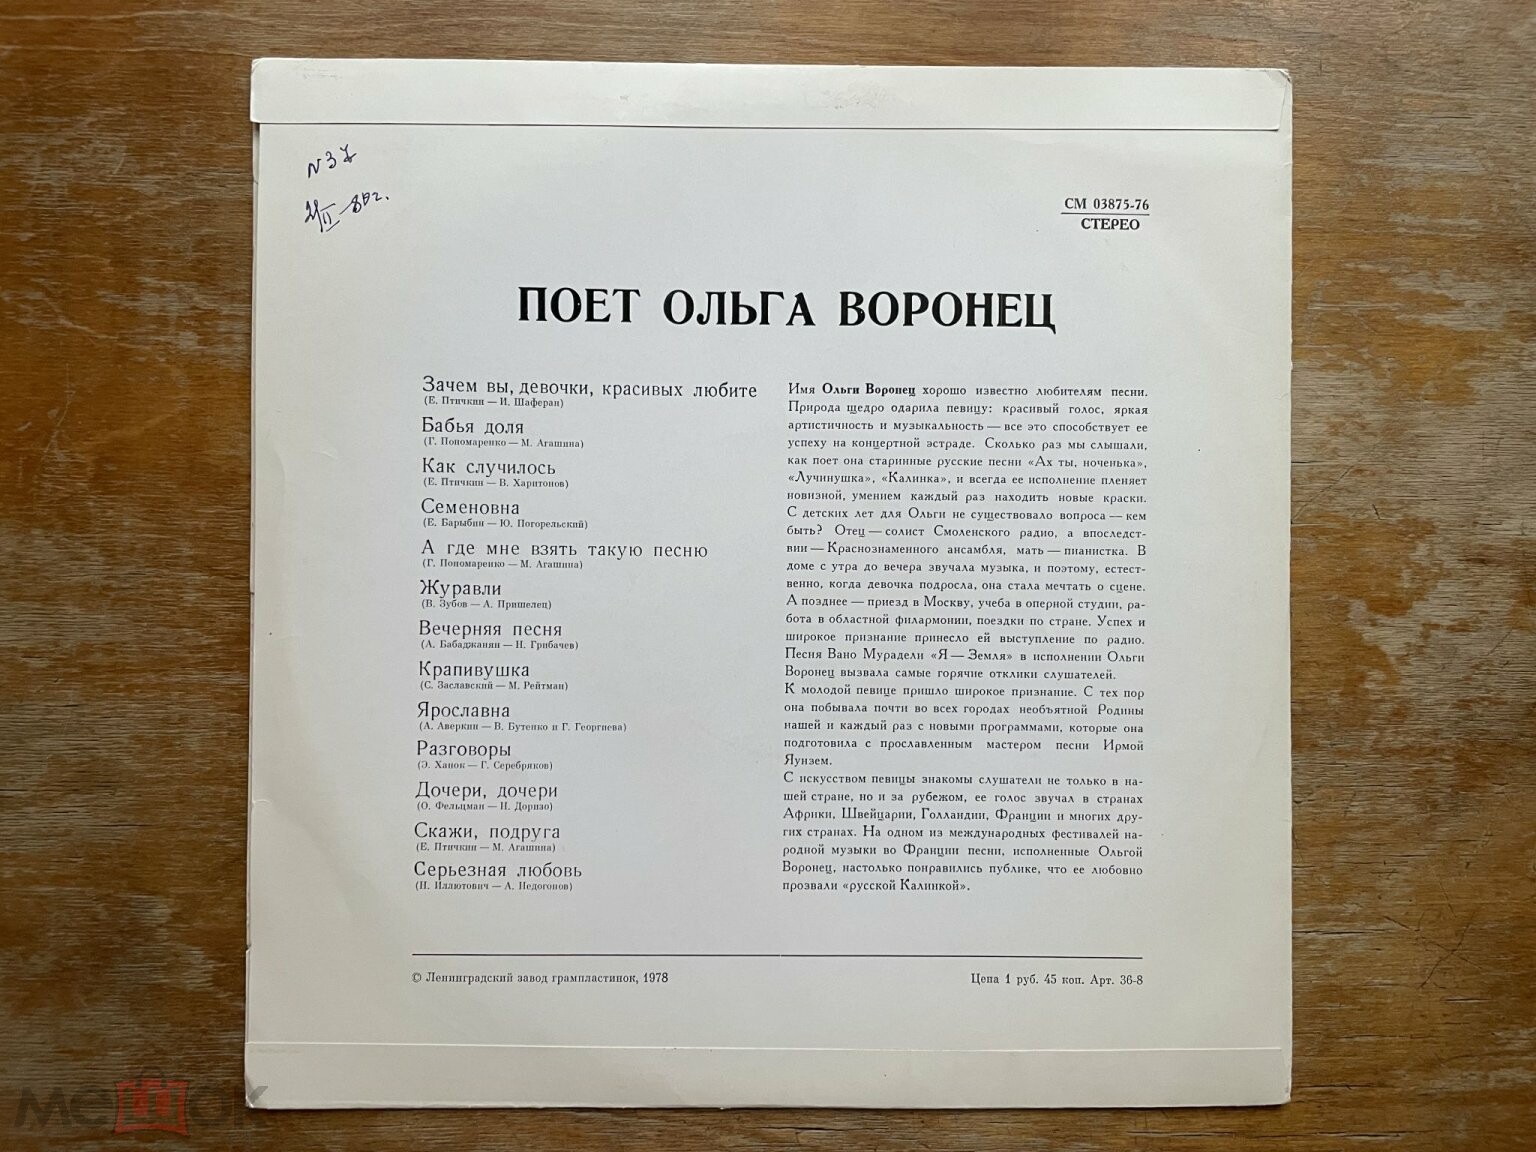 N 37
21/II-80г.
СМ 03875-76
СТЕРЕО
ПОЕТ ОЛЬГА ВОРОНЕЦ
Зачем вы, девочки, красивых любите
(Е. Птичкин — И. Шаферан)
Бабья доля
(Г. Пономаренко — М. Агашина)
Как случилось
(Е. Птичкин — В. Харитонов)
Семеновна
(Е. Барыбин — Ю. Погорельский)
А где мне взять такую песню
(Г. Пономаренко — М. Агашина)
Журавли
(В. Зубов — А. Пришелец)
Вечерняя песня
(А. Бабаджанян — Н. Грибачев)
Крапивушка
(С. Заславский — М. Рейтман)
Ярославна
(А. Аверкин — В. Бутенко и Г. Георгиева)
Разговоры
(Э. Ханок — Г. Серебряков)
Дочери, дочери
(О. Фельцман — Н. Доризо)
Скажи, подруга
(Е. Птичкин — М. Агашина)
Серьезная любовь
(Н. Иллютович — А. Недогонов)
Имя Ольги Воронец хорошо известно любителям песни.
Природа щедро одарила певицу: красивый голос, яркая
артистичность и музыкальность — все это способствует ее
успеху на концертной эстраде. Сколько раз мы слышали,
как поет она старинные русские песни «Ах ты, ноченька»,
«Лучинушка», «Калинка», и всегда ее исполнение пленяет
новизной, умением каждый раз находить новые краски.
С детских лет для Ольги не существовало вопроса — кем
быть? Отец — солист Смоленского радио, а впоследст-
вии — Краснознаменного ансамбля, мать — пианистка. В
доме с утра до вечера звучала музыка, и поэтому, естест-
венно, когда девочка подросла, она стала мечтать о сцене.
А позднее — приезд в Москву, учеба в оперной студии, ра-
бота в областной филармонии, поездки по стране. Успех и
широкое признание принесло ей выступление по радио.
Песня Вано Мурадели «Я — Земля» в исполнении Ольги
Воронец вызвала самые горячие отклики слушателей.
К молодой певице пришло широкое признание. С тех пор
она побывала почти во всех городах необъятной Родины
нашей и каждый раз с новыми программами, которые она
подготовила с прославленным мастером песни Ирмой
Яунзем.
С искусством певицы знакомы слушатели не только в на-
шей стране, но и за рубежом, ее голос звучал в странах
Африки, Швейцарии, Голландии, Франции и многих дру-
гих странах. На одном из международных фестивалей на-
родной музыки во Франции песни, исполненные Ольгой
Воронец, настолько понравились публике, что ее любовно
прозвали «русской Калинкой».
© Ленинградский завод грампластинок, 1978
Цена 1 руб. 45 коп. Арт. 36-8
мешок